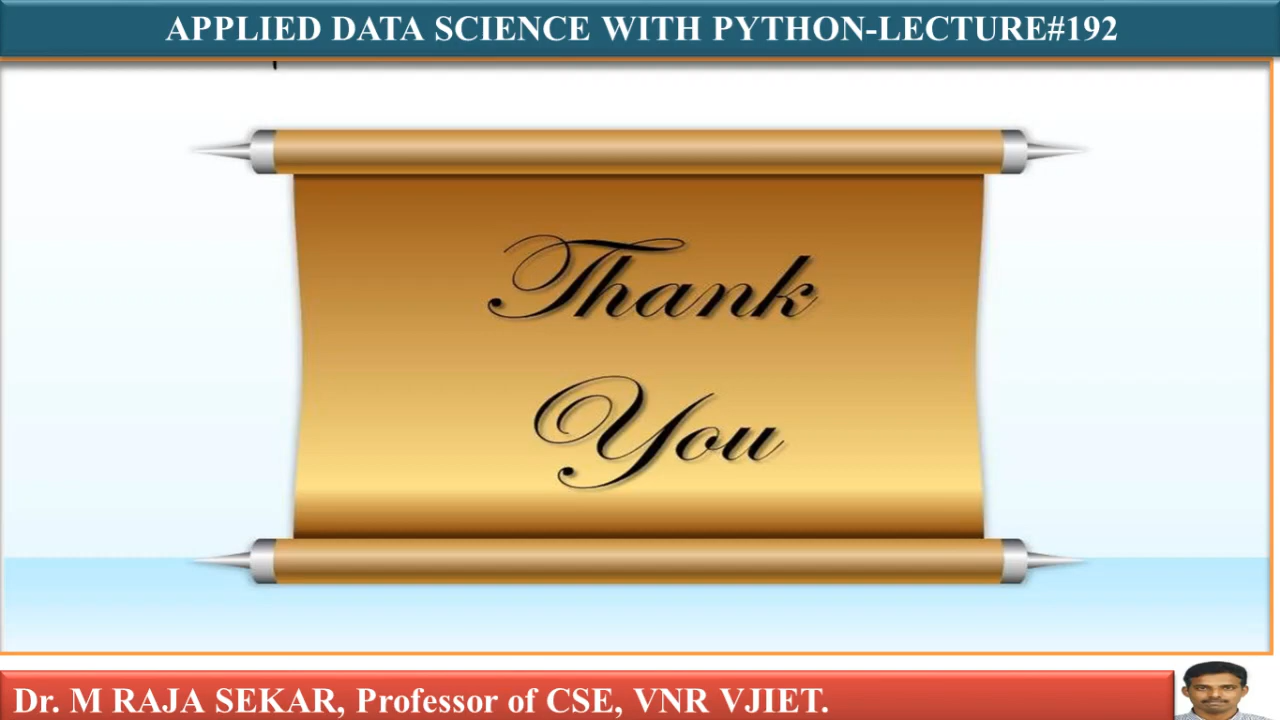 APPLIED DATA SCIENCE WITH PYTHON-LECTURE#192
Thank
You
Dr. M RAJA SEKAR, Professor of CSE, VNR VJIET.